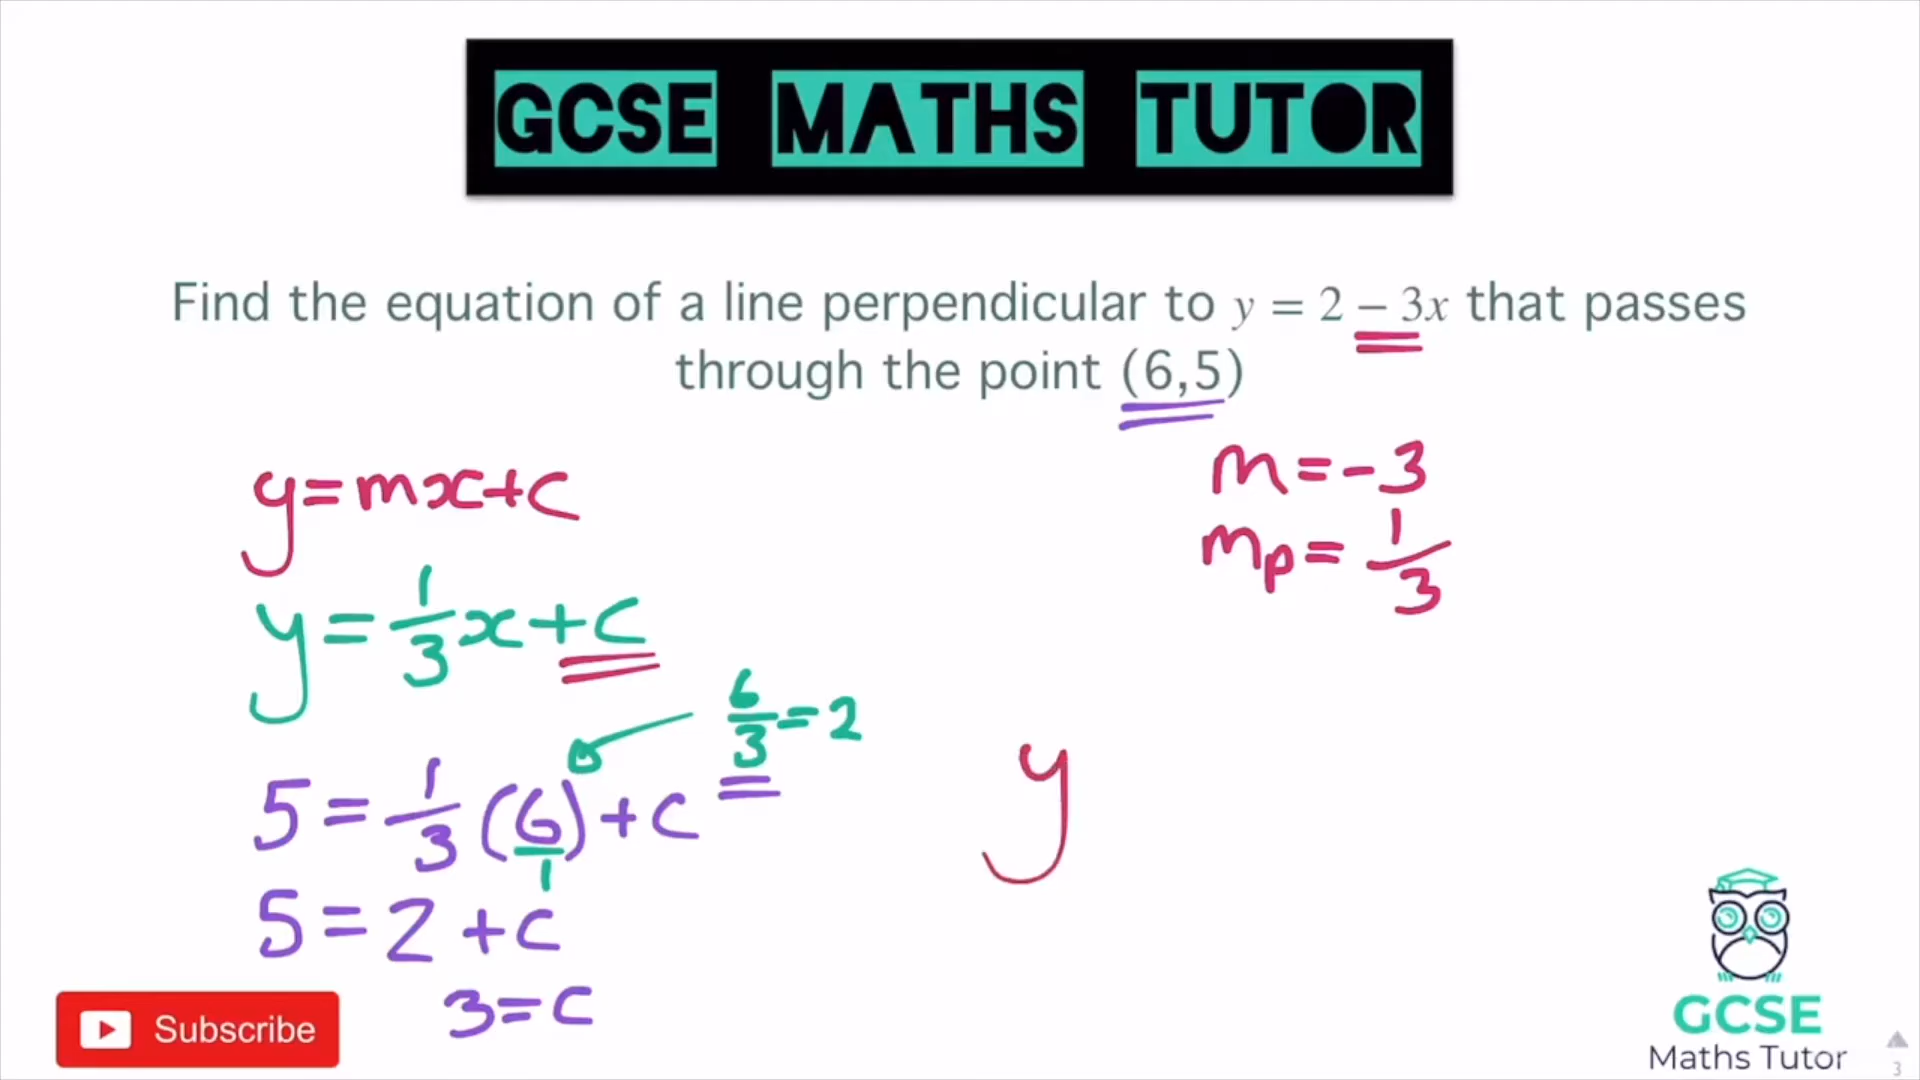 GCSE MATHS TUTOR
Find the equation of a line perpendicular to y = 2 − 3x that passes
through the point (6,5)
y=mx+c
m=-3
mp=1/3
y=1/3x+c
6/3=2
5=1/3(6/1)+c
y
5=2+c
3=c
Subscribe
GCSE
Maths Tutor
3